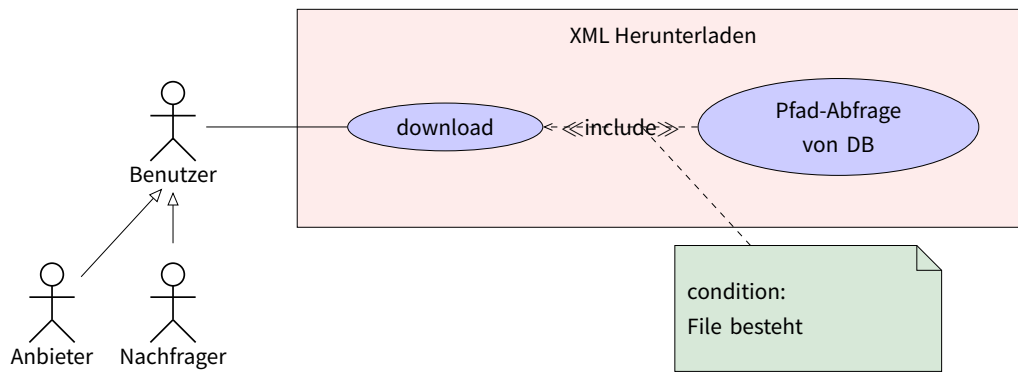 XML Herunterladen
download
≪include≫
Pfad-Abfrage
von DB
Benutzer
Anbieter
Nachfrager
condition:
File besteht